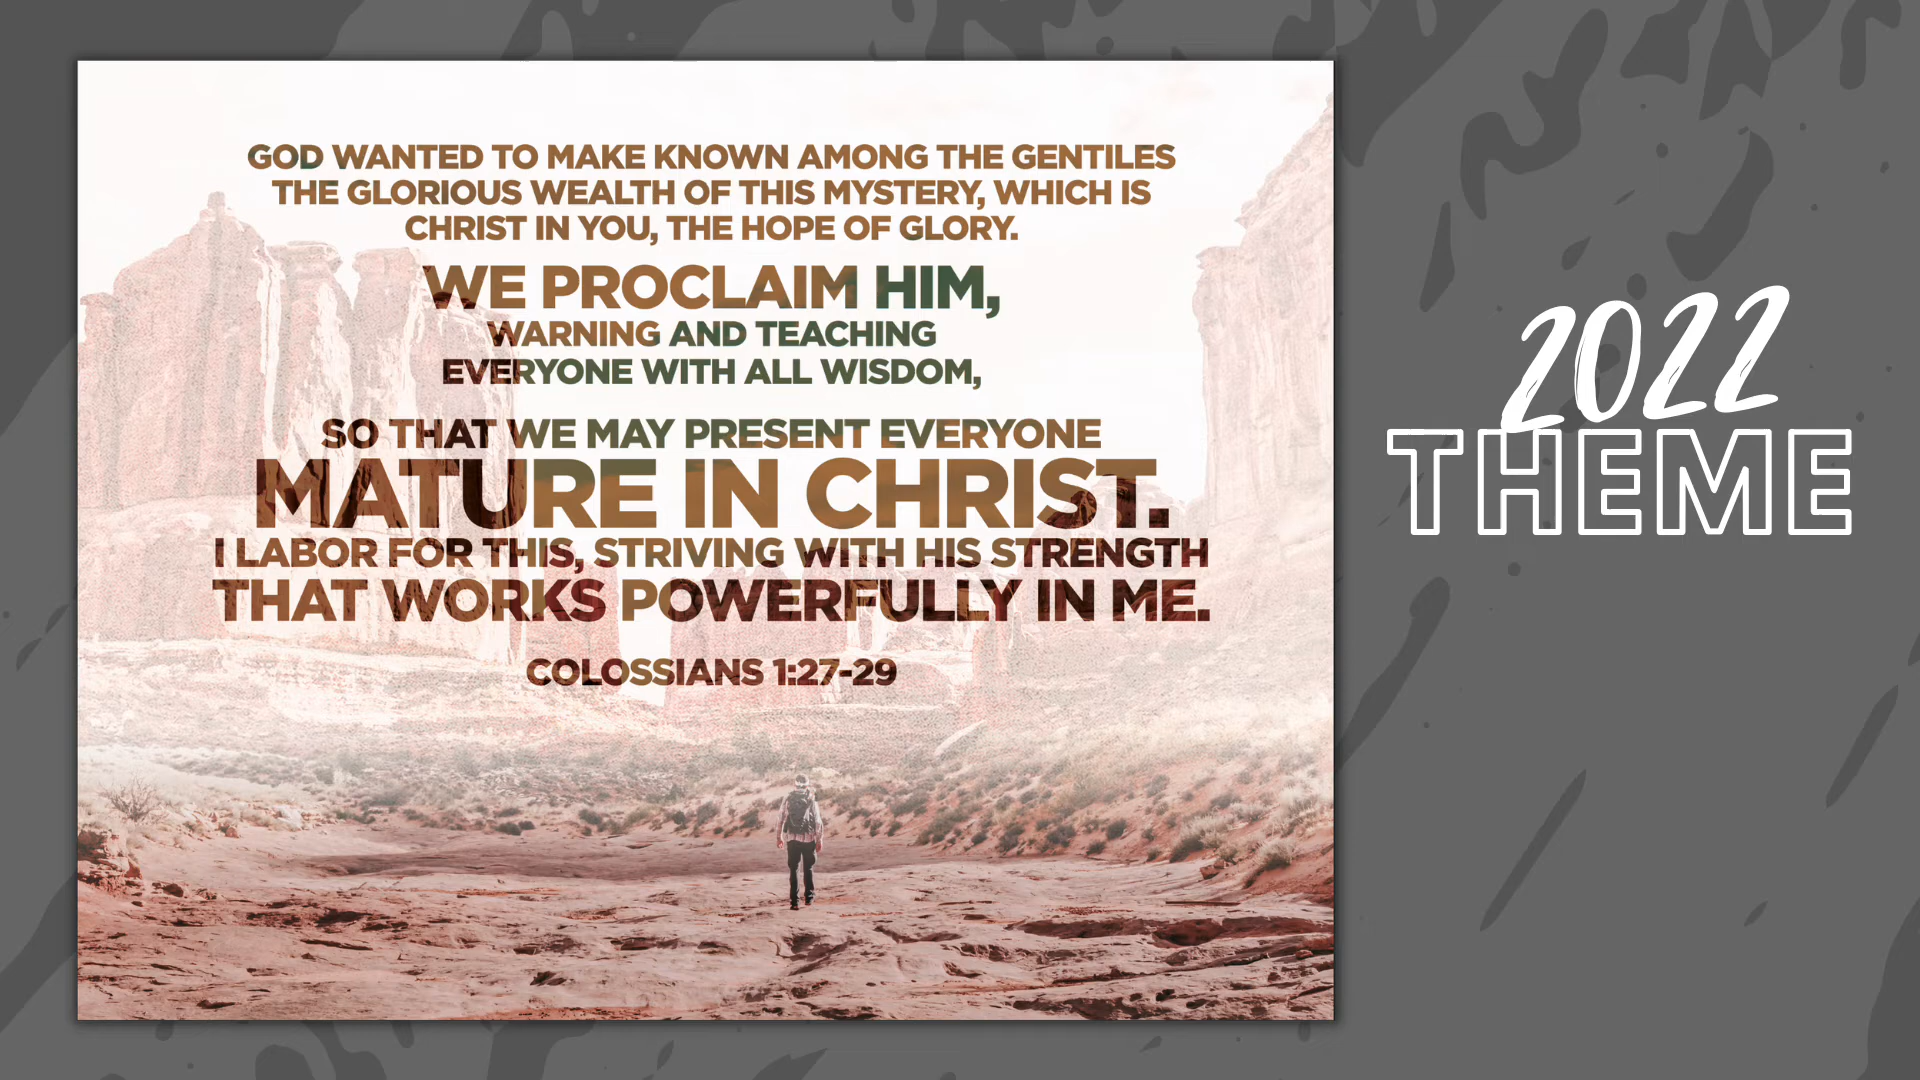 GOD WANTED TO MAKE KNOWN AMONG THE GENTILES
THE GLORIOUS WEALTH OF THIS MYSTERY, WHICH IS
CHRIST IN YOU, THE HOPE OF GLORY.
WE PROCLAIM HIM,
WARNING AND TEACHING
EVERYONE WITH ALL WISDOM,
SO THAT WE MAY PRESENT EVERYONE
MATURE IN CHRIST.
I LABOR FOR THIS, STRIVING WITH HIS STRENGTH
THAT WORKS POWERFULLY IN ME.
COLOSSIANS 1:27-29
2022
THEME